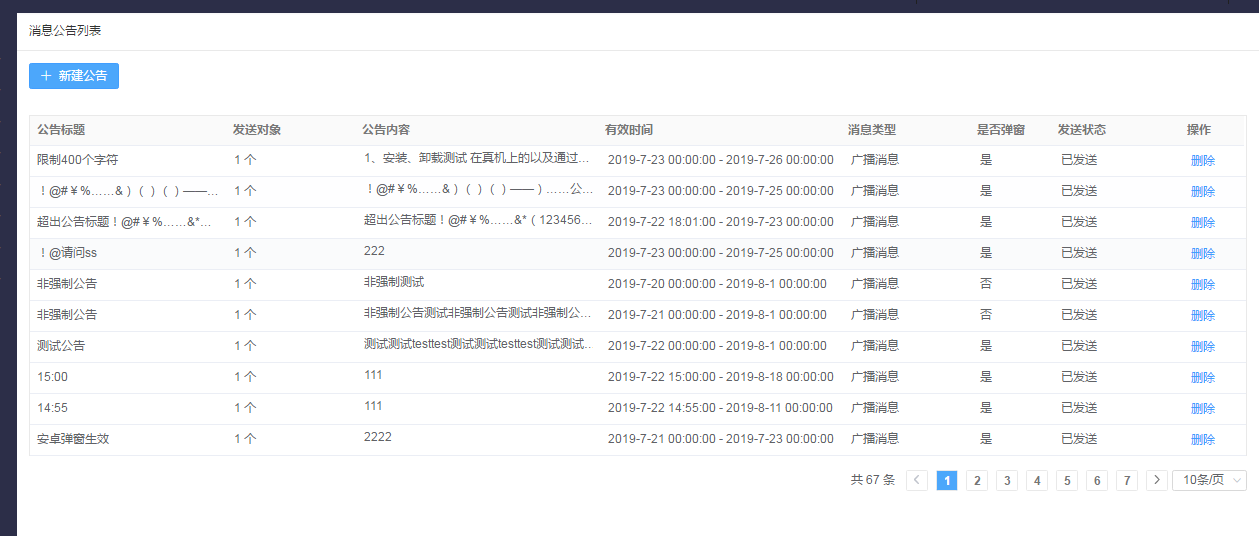 消息公告列表
＋ 新建公告
公告标题 发送对象 公告内容 有效时间 消息类型 是否弹窗 发送状态 操作
限制400个字符 1 个 1、安装、卸载测试 在真机上的以及通过... 2019-7-23 00:00:00 - 2019-7-26 00:00:00 广播消息 是 已发送 删除
！@#￥%……&）（）（）——... 1 个 ！@#￥%……&）（）（）——）……公... 2019-7-23 00:00:00 - 2019-7-25 00:00:00 广播消息 是 已发送 删除
超出公告标题！@#￥%……&*... 1 个 超出公告标题！@#￥%……&*（123456... 2019-7-22 18:01:00 - 2019-7-23 00:00:00 广播消息 是 已发送 删除
！@请问ss 1 个 222 2019-7-23 00:00:00 - 2019-7-25 00:00:00 广播消息 是 已发送 删除
非强制公告 1 个 非强制测试 2019-7-20 00:00:00 - 2019-8-1 00:00:00 广播消息 否 已发送 删除
非强制公告 1 个 非强制公告测试非强制公告测试非强制公... 2019-7-21 00:00:00 - 2019-8-1 00:00:00 广播消息 否 已发送 删除
测试公告 1 个 测试测试testtest测试测试testtest测试测试... 2019-7-22 00:00:00 - 2019-8-1 00:00:00 广播消息 是 已发送 删除
15:00 1 个 111 2019-7-22 15:00:00 - 2019-8-18 00:00:00 广播消息 是 已发送 删除
14:55 1 个 111 2019-7-22 14:55:00 - 2019-8-11 00:00:00 广播消息 是 已发送 删除
安卓弹窗生效 1 个 2222 2019-7-21 00:00:00 - 2019-7-23 00:00:00 广播消息 是 已发送 删除
共 67 条 1 2 3 4 5 6 7 10条/页